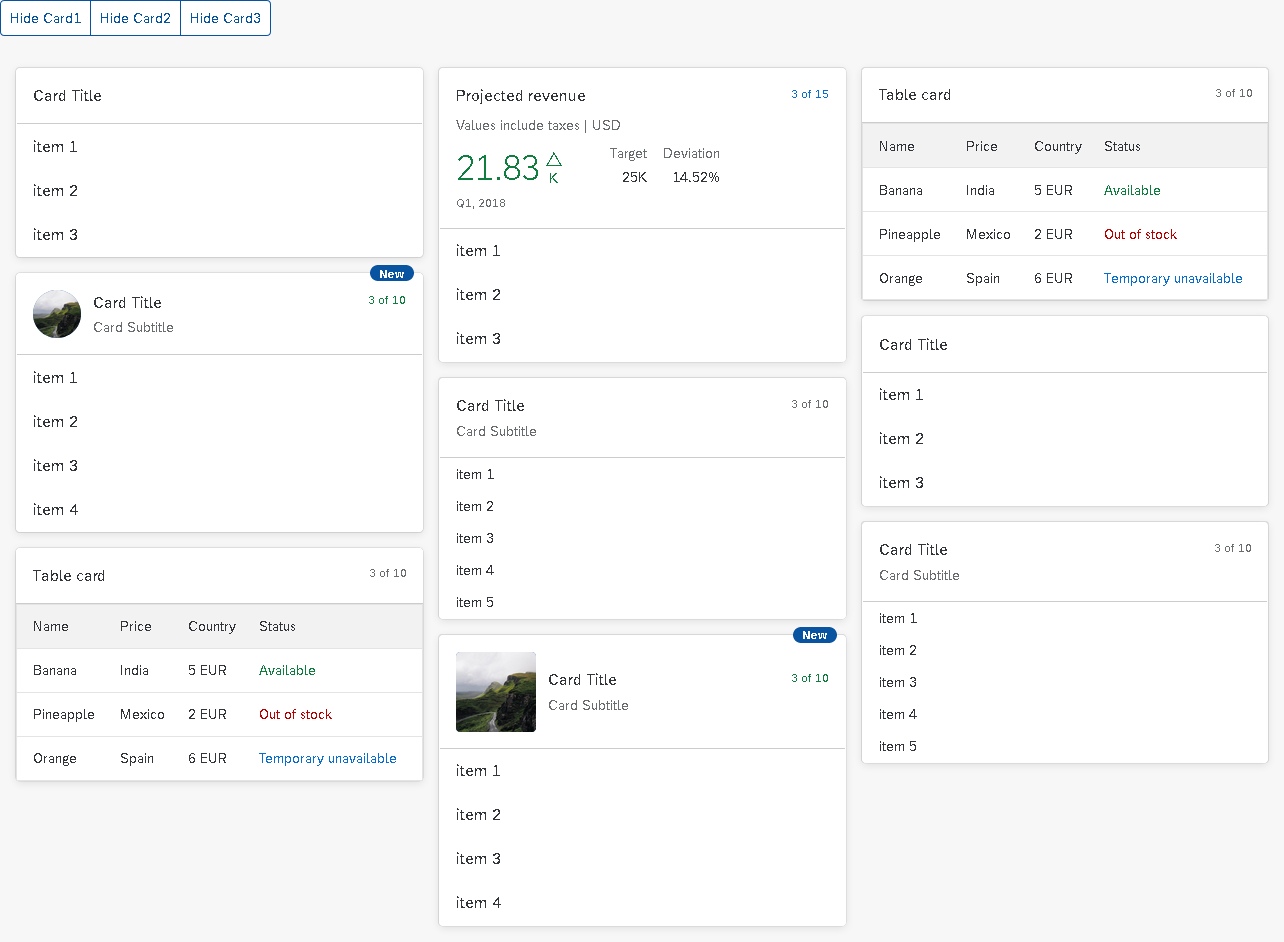 Hide Card1 Hide Card2 Hide Card3
Card Title
item 1
item 2
item 3
New
Card Title 3 of 10
Card Subtitle
item 1
item 2
item 3
item 4
Table card 3 of 10
Name Price Country Status
Banana India 5 EUR Available
Pineapple Mexico 2 EUR Out of stock
Orange Spain 6 EUR Temporary unavailable
Projected revenue 3 of 15
Values include taxes | USD
Target Deviation
21.83 K 25K 14.52%
Q1, 2018
item 1
item 2
item 3
Card Title 3 of 10
Card Subtitle
item 1
item 2
item 3
item 4
item 5
New
Card Title 3 of 10
Card Subtitle
item 1
item 2
item 3
item 4
Table card 3 of 10
Name Price Country Status
Banana India 5 EUR Available
Pineapple Mexico 2 EUR Out of stock
Orange Spain 6 EUR Temporary unavailable
Card Title
item 1
item 2
item 3
Card Title 3 of 10
Card Subtitle
item 1
item 2
item 3
item 4
item 5